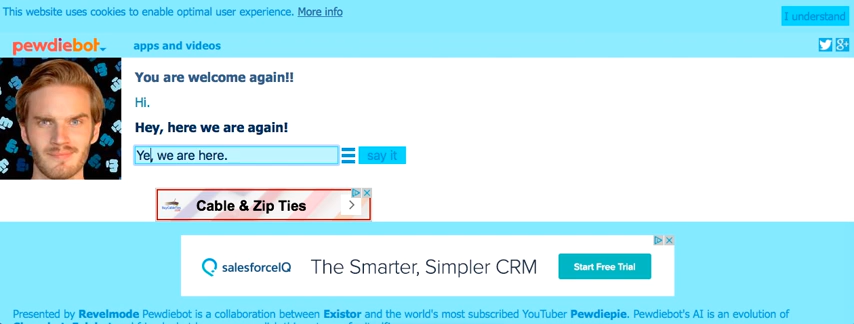 This website uses cookies to enable optimal user experience. More info
I understand
pewdiebot
apps and videos
You are welcome again!!
Hi.
Hey, here we are again!
Ye, we are here.
say it
Cable & Zip Ties
salesforceIQ
The Smarter, Simpler CRM
Start Free Trial
Presented by Revelmode Pewdiebot is a collaboration between Existor and the world's most subscribed YouTuber Pewdiepie. Pewdiebot's AI is an evolution of